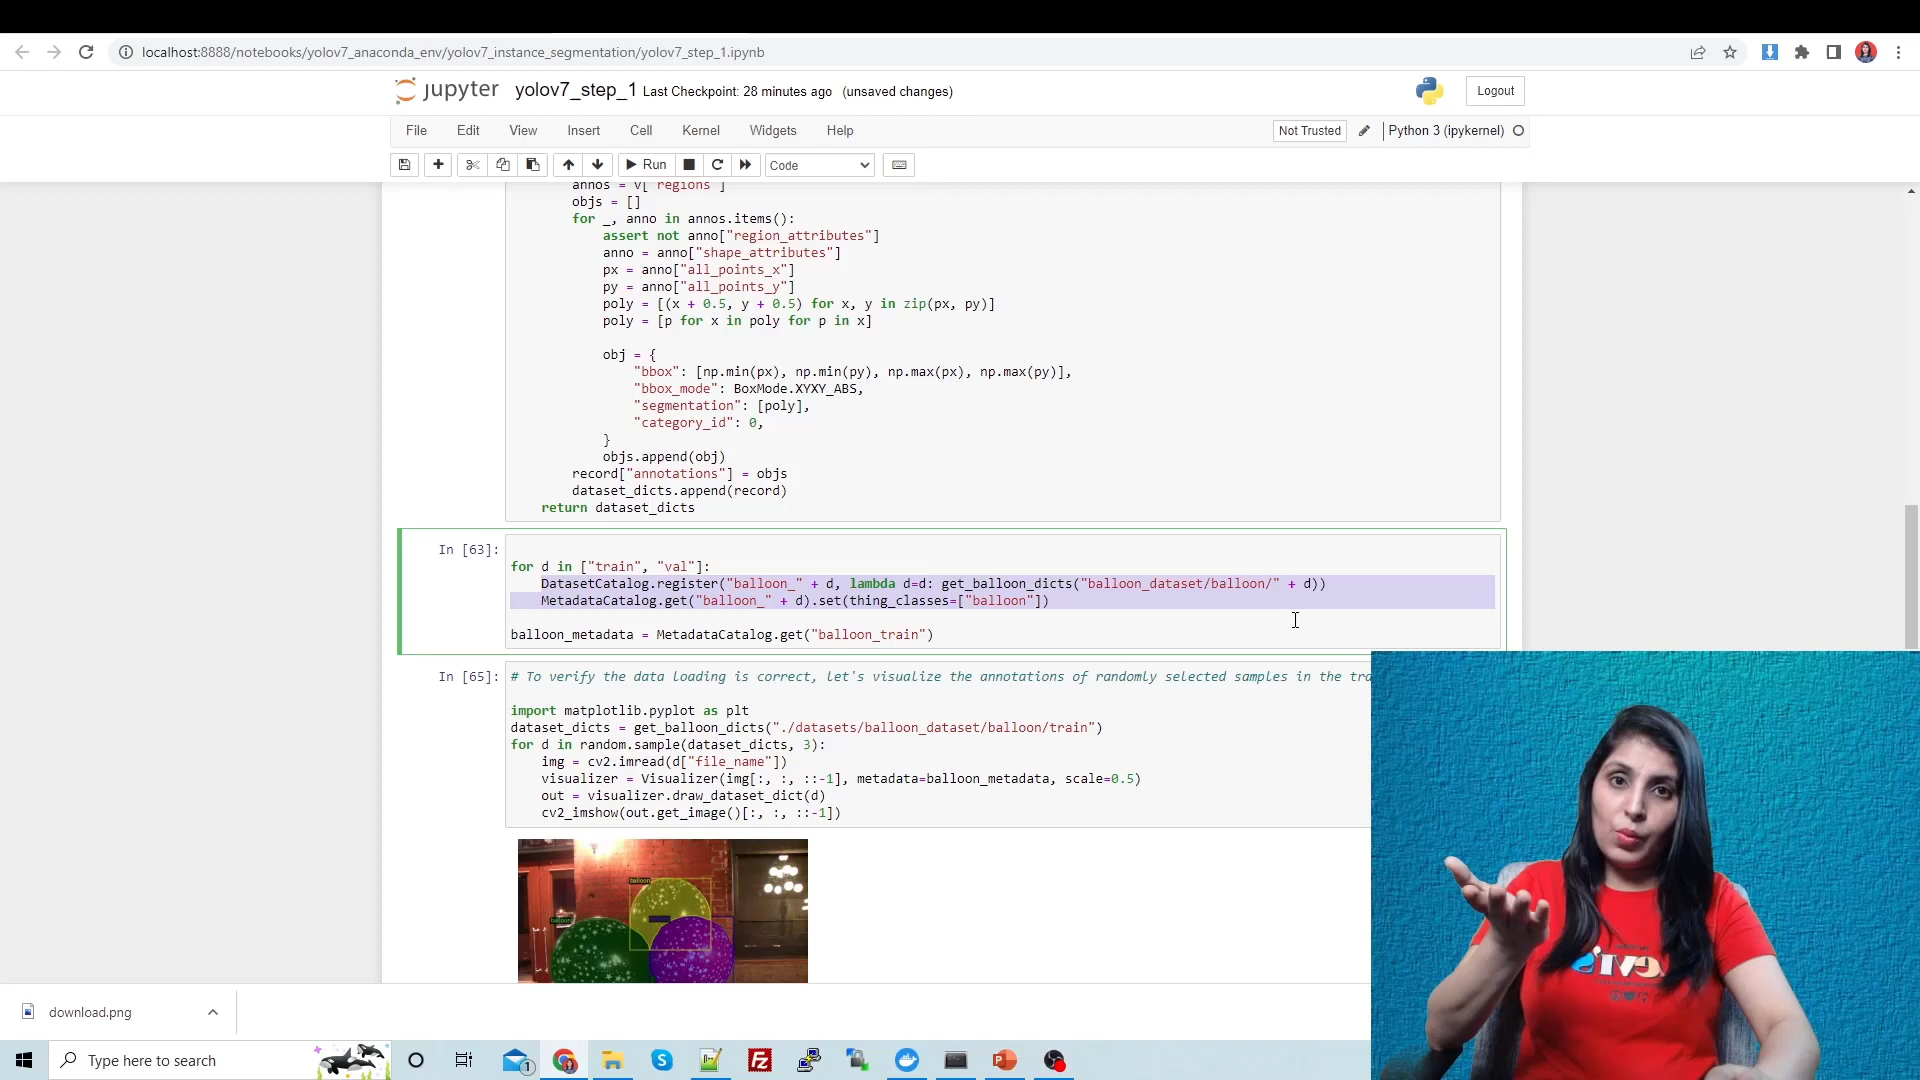 localhost:8888/notebooks/yolov7_anaconda_env/yolov7_instance_segmentation/yolov7_step_1.ipynb
jupyter yolov7_step_1 Last Checkpoint: 28 minutes ago (unsaved changes)
Logout
File Edit View Insert Cell Kernel Widgets Help
Not Trusted
Python 3 (ipykernel)
Run
Code
annos = v["regions"]
objs = []
for _, anno in annos.items():
assert not anno["region_attributes"]
anno = anno["shape_attributes"]
px = anno["all_points_x"]
py = anno["all_points_y"]
poly = [(x + 0.5, y + 0.5) for x, y in zip(px, py)]
poly = [p for x in poly for p in x]
obj = {
"bbox": [np.min(px), np.min(py), np.max(px), np.max(py)],
"bbox_mode": BoxMode.XYXY_ABS,
"segmentation": [poly],
"category_id": 0,
}
objs.append(obj)
record["annotations"] = objs
dataset_dicts.append(record)
return dataset_dicts
In [63]:
for d in ["train", "val"]:
DatasetCatalog.register("balloon_" + d, lambda d=d: get_balloon_dicts("balloon_dataset/balloon/" + d))
MetadataCatalog.get("balloon_" + d).set(thing_classes=["balloon"])
balloon_metadata = MetadataCatalog.get("balloon_train")
In [65]: # To verify the data loading is correct, let's visualize the annotations of randomly selected samples in the tra
import matplotlib.pyplot as plt
dataset_dicts = get_balloon_dicts("./datasets/balloon_dataset/balloon/train")
for d in random.sample(dataset_dicts, 3):
img = cv2.imread(d["file_name"])
visualizer = Visualizer(img[:, :, ::-1], metadata=balloon_metadata, scale=0.5)
out = visualizer.draw_dataset_dict(d)
cv2_imshow(out.get_image()[:, :, ::-1])
balloon
balloon
download.png
Type here to search
1